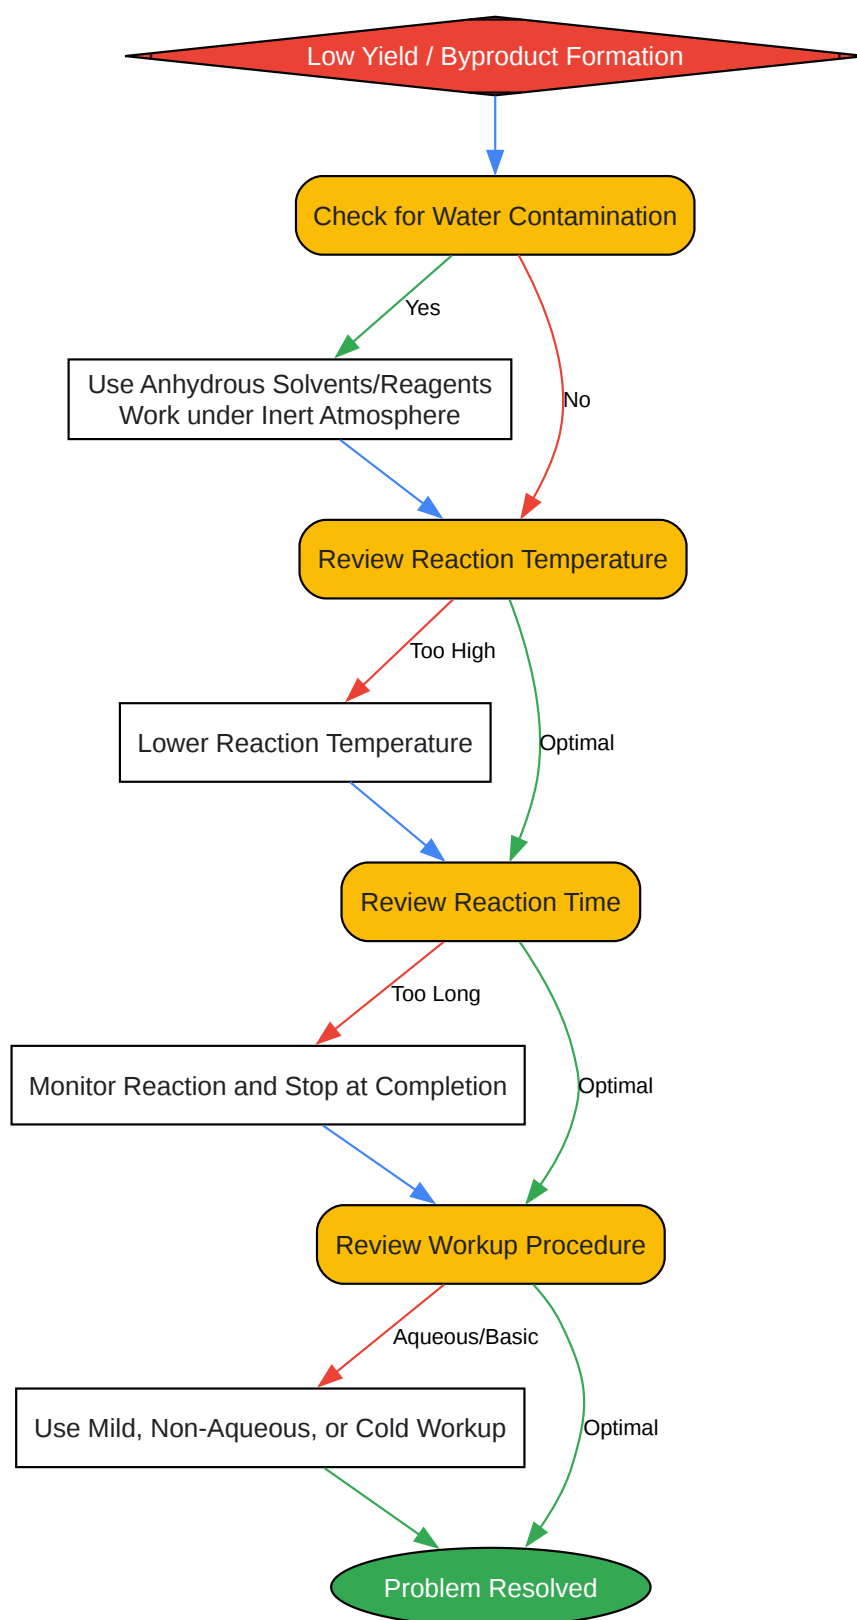 Low Yield / Byproduct Formation
Check for Water Contamination
Yes
Use Anhydrous Solvents/Reagents
Work under Inert Atmosphere
No
Review Reaction Temperature
Too High
Lower Reaction Temperature
Optimal
Review Reaction Time
Too Long
Monitor Reaction and Stop at Completion
Optimal
Review Workup Procedure
Aqueous/Basic
Use Mild, Non-Aqueous, or Cold Workup
Optimal
Problem Resolved